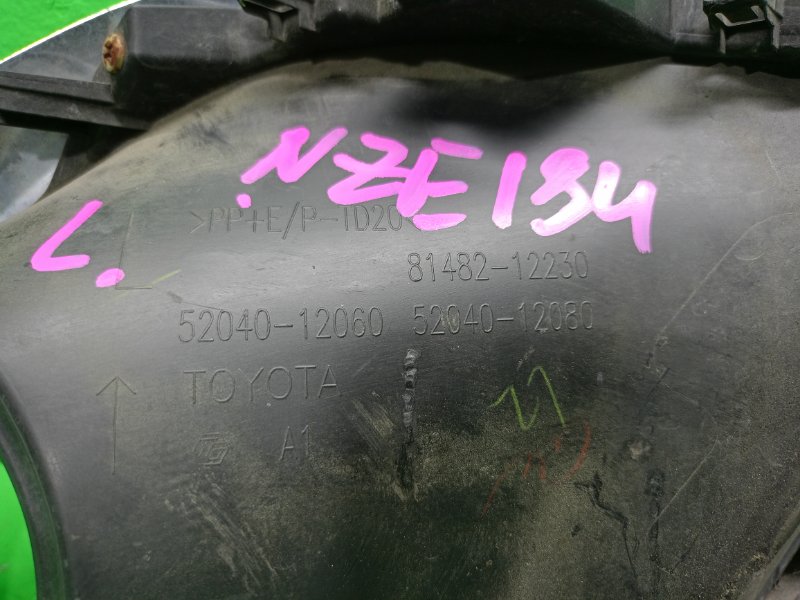 L. .NZE134
>PP+E/P-TD20
L 81482-12230
52040-12060 52040-12080
TOYOTA
A1